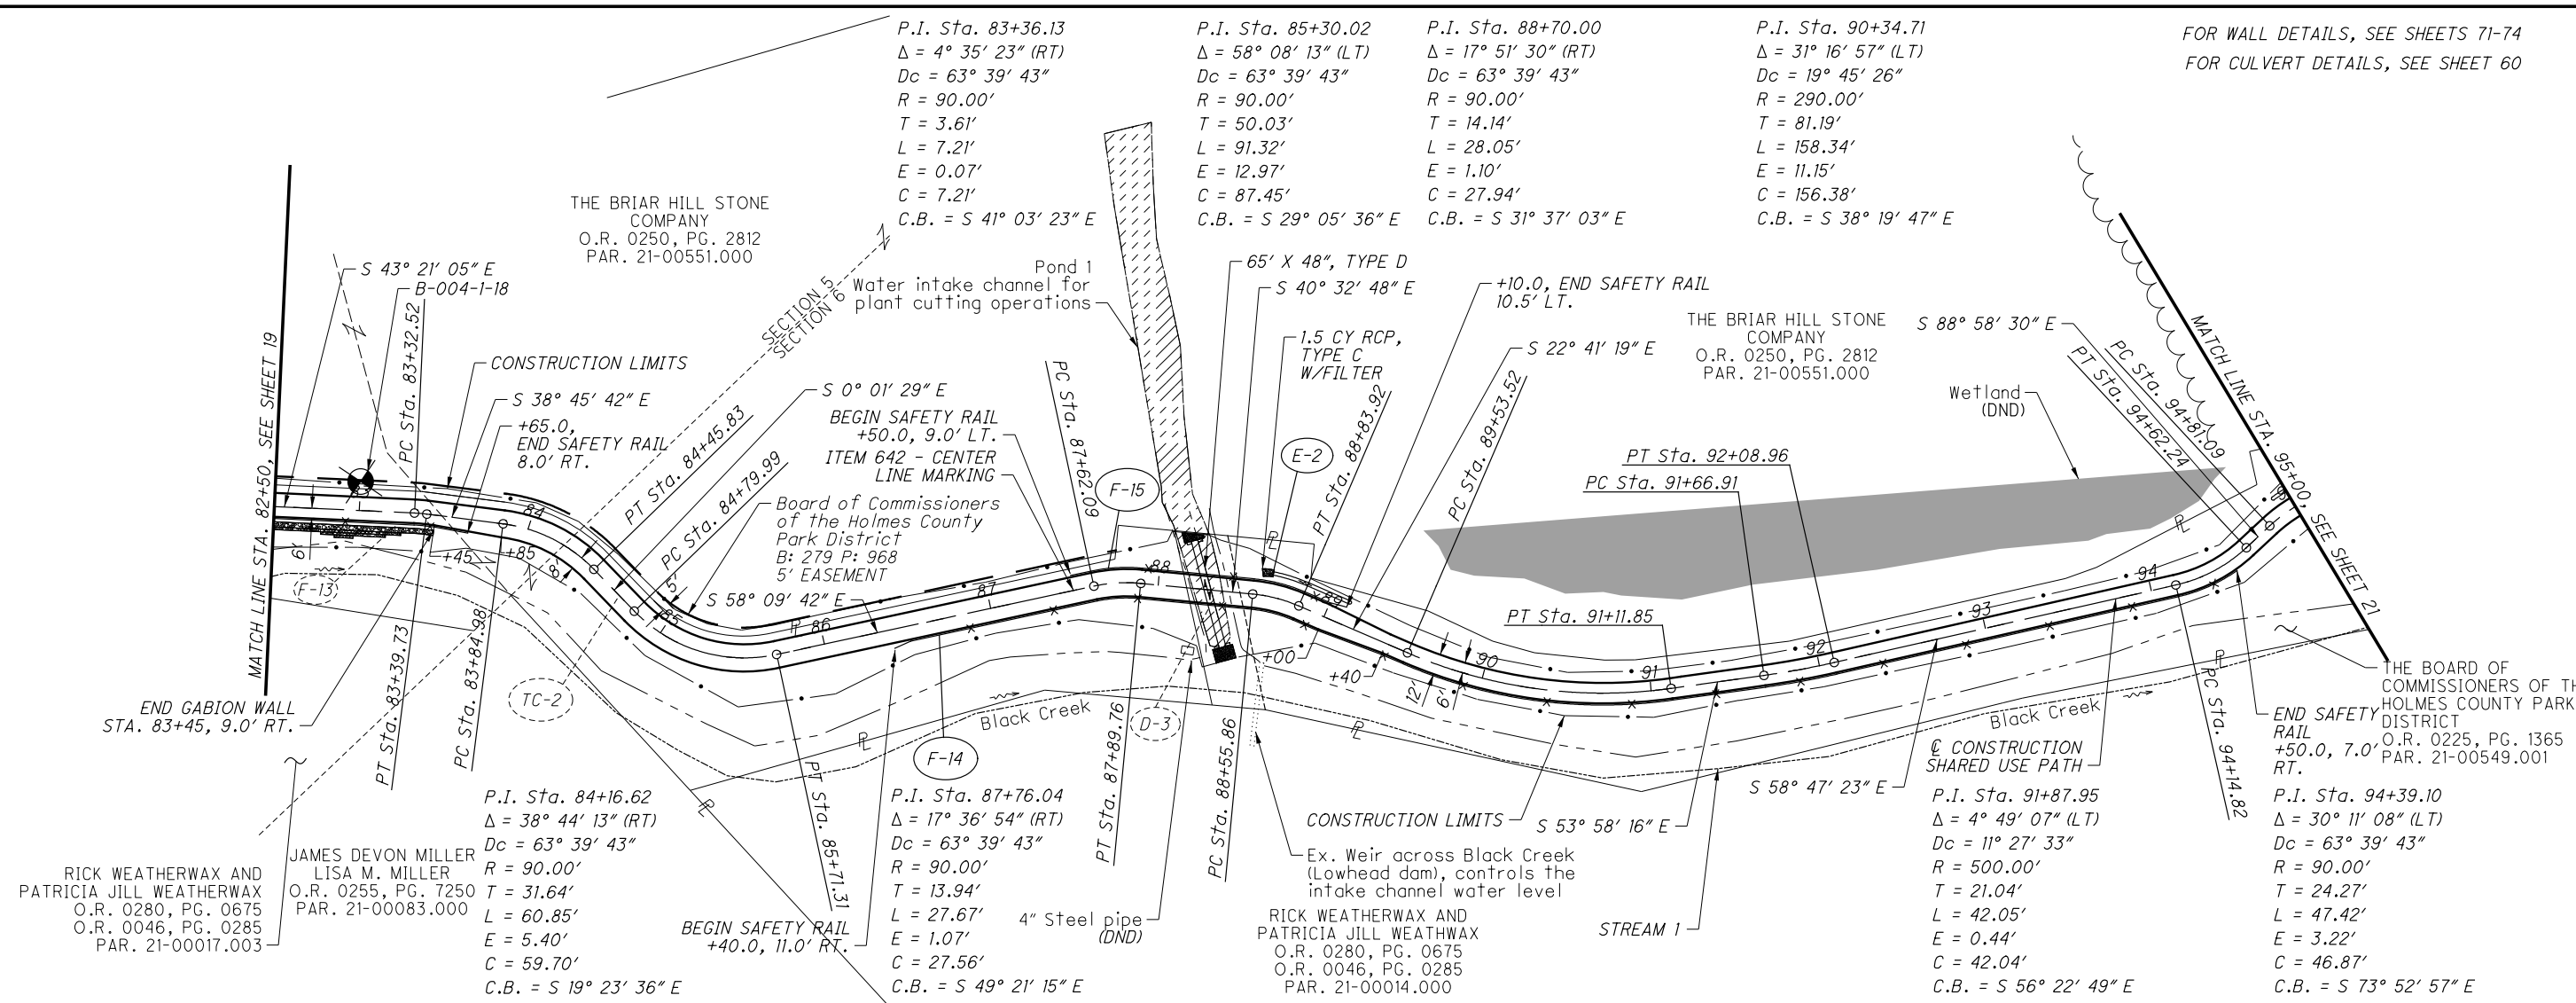 P.I. Sta. 83+36.13
Δ = 4° 35' 23" (RT)
Dc = 63° 39' 43"
R = 90.00'
T = 3.61'
L = 7.21'
E = 0.07'
C = 7.21'
C.B. = S 41° 03' 23" E
P.I. Sta. 85+30.02
Δ = 58° 08' 13" (LT)
Dc = 63° 39' 43"
R = 90.00'
T = 50.03'
L = 91.32'
E = 12.97'
C = 87.45'
C.B. = S 29° 05' 36" E
P.I. Sta. 88+70.00
Δ = 17° 51' 30" (RT)
Dc = 63° 39' 43"
R = 90.00'
T = 14.14'
L = 28.05'
E = 1.10'
C = 27.94'
C.B. = S 31° 37' 03" E
P.I. Sta. 90+34.71
Δ = 31° 16' 57" (LT)
Dc = 19° 45' 26"
R = 290.00'
T = 81.19'
L = 158.34'
E = 11.15'
C = 156.38'
C.B. = S 38° 19' 47" E
FOR WALL DETAILS, SEE SHEETS 71-74
FOR CULVERT DETAILS, SEE SHEET 60
THE BRIAR HILL STONE
COMPANY
O.R. 0250, PG. 2812
PAR. 21-00551.000
SECTION 5
SECTION 6
Pond 1
Water intake channel for
plant cutting operations
65' X 48", TYPE D
S 40° 32' 48" E
+10.0, END SAFETY RAIL
10.5' LT.
1.5 CY RCP,
TYPE C
W/FILTER
S 22° 41' 19" E
THE BRIAR HILL STONE
COMPANY
O.R. 0250, PG. 2812
PAR. 21-00551.000
S 88° 58' 30" E
Wetland
(DND)
MATCH LINE STA. 95+00, SEE SHEET 21
PC Sta. 94+81.09
PT Sta. 94+62.24
MATCH LINE STA. 82+50, SEE SHEET 19
S 43° 21' 05" E
B-004-1-18
PC Sta. 83+32.52
CONSTRUCTION LIMITS
S 38° 45' 42" E
+65.0,
END SAFETY RAIL
8.0' RT.
S 0° 01' 29" E
BEGIN SAFETY RAIL
+50.0, 9.0' LT.
ITEM 642 - CENTER
LINE MARKING
Board of Commissioners
of the Holmes County
Park District
B: 279 P: 968
5' EASEMENT
PT Sta. 84+45.83
PC Sta. 84+79.99
PC Sta. 87+62.09
F-15
E-2
PT Sta. 88+83.92
PC Sta. 89+53.52
PT Sta. 92+08.96
PC Sta. 91+66.91
PT Sta. 91+11.85
6'
F-13
+45
+85
84
8'
5'
85
S 58° 09' 42" E
86
87
88
89
+00
+40
12'
6'
90
91
92
93
94
95
PL
END GABION WALL
STA. 83+45, 9.0' RT.
PT Sta. 83+39.73
PC Sta. 83+84.98
TC-2
PT Sta. 85+71.31
F-14
Black Creek
PT Sta. 87+89.76
D-3
PC Sta. 88+55.86
Black Creek
℄ CONSTRUCTION
SHARED USE PATH
S 58° 47' 23" E
PC Sta. 94+14.82
END SAFETY
RAIL
+50.0, 7.0'
RT.
THE BOARD OF
COMMISSIONERS OF TH
HOLMES COUNTY PARK
DISTRICT
O.R. 0225, PG. 1365
PAR. 21-00549.001
RICK WEATHERWAX AND
PATRICIA JILL WEATHERWAX
O.R. 0280, PG. 0675
O.R. 0046, PG. 0285
PAR. 21-00017.003
JAMES DEVON MILLER
LISA M. MILLER
O.R. 0255, PG. 7250
PAR. 21-00083.000
P.I. Sta. 84+16.62
Δ = 38° 44' 13" (RT)
Dc = 63° 39' 43"
R = 90.00'
T = 31.64'
L = 60.85'
E = 5.40'
C = 59.70'
C.B. = S 19° 23' 36" E
BEGIN SAFETY RAIL
+40.0, 11.0' RT.
P.I. Sta. 87+76.04
Δ = 17° 36' 54" (RT)
Dc = 63° 39' 43"
R = 90.00'
T = 13.94'
L = 27.67'
E = 1.07'
C = 27.56'
C.B. = S 49° 21' 15" E
4" Steel pipe
(DND)
CONSTRUCTION LIMITS
S 53° 58' 16" E
Ex. Weir across Black Creek
(Lowhead dam), controls the
intake channel water level
RICK WEATHERWAX AND
PATRICIA JILL WEATHWAX
O.R. 0280, PG. 0675
O.R. 0046, PG. 0285
PAR. 21-00014.000
STREAM 1
P.I. Sta. 91+87.95
Δ = 4° 49' 07" (LT)
Dc = 11° 27' 33"
R = 500.00'
T = 21.04'
L = 42.05'
E = 0.44'
C = 42.04'
C.B. = S 56° 22' 49" E
P.I. Sta. 94+39.10
Δ = 30° 11' 08" (LT)
Dc = 63° 39' 43"
R = 90.00'
T = 24.27'
L = 47.42'
E = 3.22'
C = 46.87'
C.B. = S 73° 52' 57" E